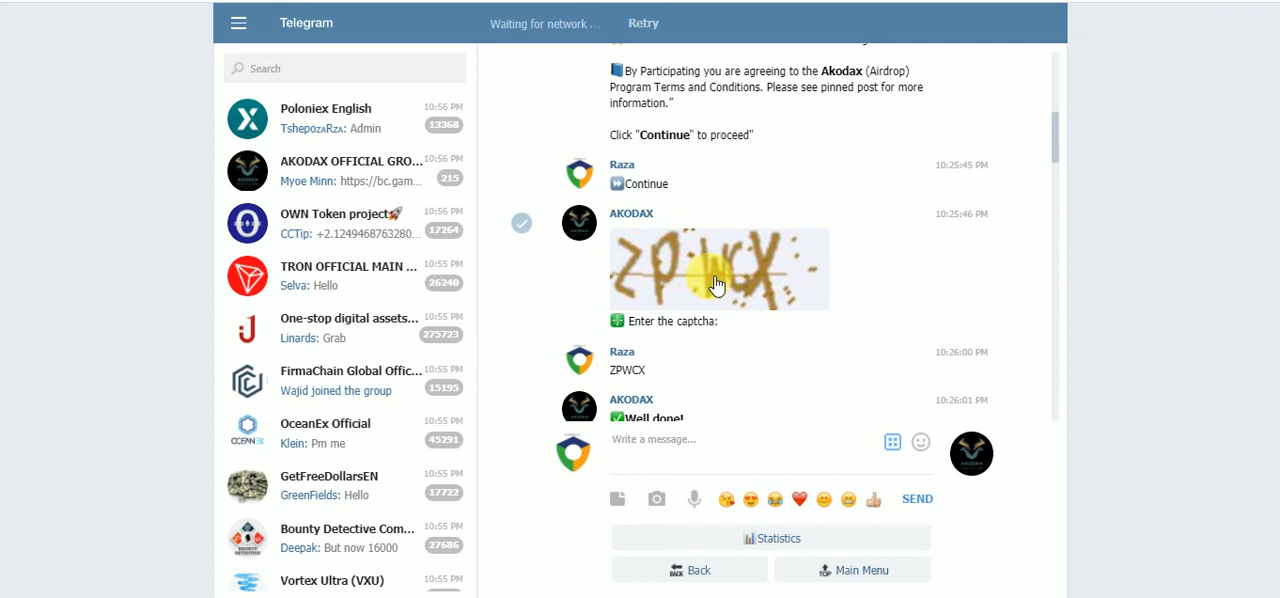 Telegram
Waiting for network...
Retry
Search
Poloniex English 10:56 PM
TshepozᴀRzᴀ: Admin 13368
AKODAX OFFICIAL GRO... 10:56 PM
Myoe Minn: https://bc.gam... 215
OWN Token project🚀 10:56 PM
CCTip: +2.1249468763280... 17264
TRON OFFICIAL MAIN ... 10:55 PM
Selva: Hello 26240
One-stop digital assets... 10:55 PM
Linards: Grab 275723
FirmaChain Global Offic... 10:55 PM
Wajid joined the group 15195
OCEANEX
OceanEx Official 10:55 PM
Klein: Pm me 45291
GetFreeDollarsEN 10:55 PM
GreenFields: Hello 17722
Bounty Detective Com... 10:55 PM
Deepak: But now 16000 27686
Vortex Ultra (VXU) 10:55 PM
📘By Participating you are agreeing to the Akodax (Airdrop)
Program Terms and Conditions. Please see pinned post for more
information.”
Click "Continue" to proceed"
Raza 10:25:45 PM
⏩Continue
AKODAX 10:25:46 PM
ZPWCX
❇️ Enter the captcha:
Raza 10:26:00 PM
ZPWCX
AKODAX 10:26:01 PM
✅Well done!
Write a message...
😘😍😂❤️😊😁👍 SEND
📊Statistics
🔙 Back
🔝 Main Menu